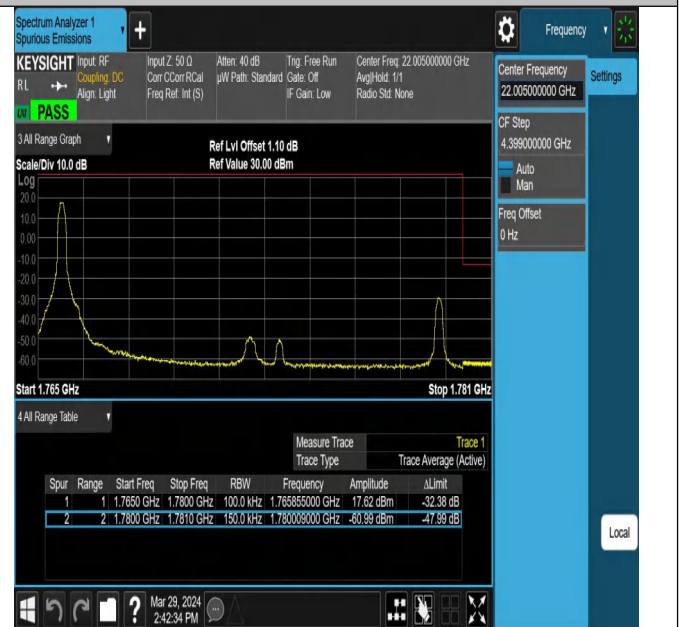 Spectrum Analyzer 1
Spurious Emissions
+
Frequency
KEYSIGHT
RL
PASS
Input: RF
Coupling: DC
Align: Light
Input Z: 50 Ω
Corr CCorr RCal
Freq Ref: Int (S)
Atten: 40 dB
µW Path: Standard
Trig: Free Run
Gate: Off
IF Gain: Low
Center Freq: 22.005000000 GHz
Avg|Hold: 1/1
Radio Std: None
Center Frequency
22.005000000 GHz
Settings
CF Step
4.399000000 GHz
Auto
Man
Freq Offset
0 Hz
3 All Range Graph
Scale/Div 10.0 dB
Ref Lvl Offset 1.10 dB
Ref Value 30.00 dBm
Log
20.0
10.0
0.00
-10.0
-20.0
-30.0
-40.0
-50.0
-60.0
Start 1.765 GHz
Stop 1.781 GHz
4 All Range Table
Measure Trace Trace 1
Trace Type Trace Average (Active)
Spur Range Start Freq Stop Freq RBW Frequency Amplitude ΔLimit
1 1 1.7650 GHz 1.7800 GHz 100.0 kHz 1.765855000 GHz 17.62 dBm -32.38 dB
2 2 1.7800 GHz 1.7810 GHz 150.0 kHz 1.780009000 GHz -60.99 dBm -47.99 dB
Local
?
Mar 29, 2024
2:42:34 PM